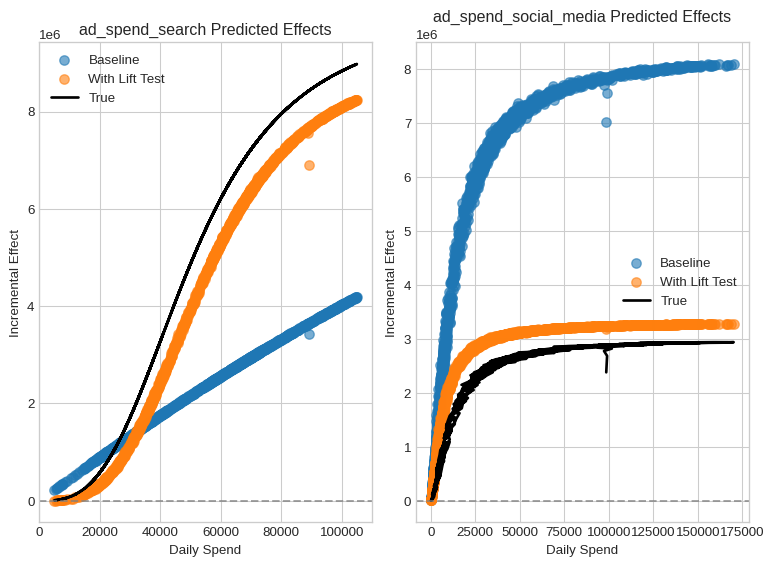 ad_spend_search Predicted Effects
1e6
Baseline
With Lift Test
True
8
6
4
2
0
Incremental Effect
0 20000 40000 60000 80000 100000
Daily Spend
ad_spend_social_media Predicted Effects
1e6
8
7
6
5
4
3
2
1
0
Incremental Effect
Baseline
With Lift Test
True
0 25000 50000 75000 100000 125000 150000 175000
Daily Spend